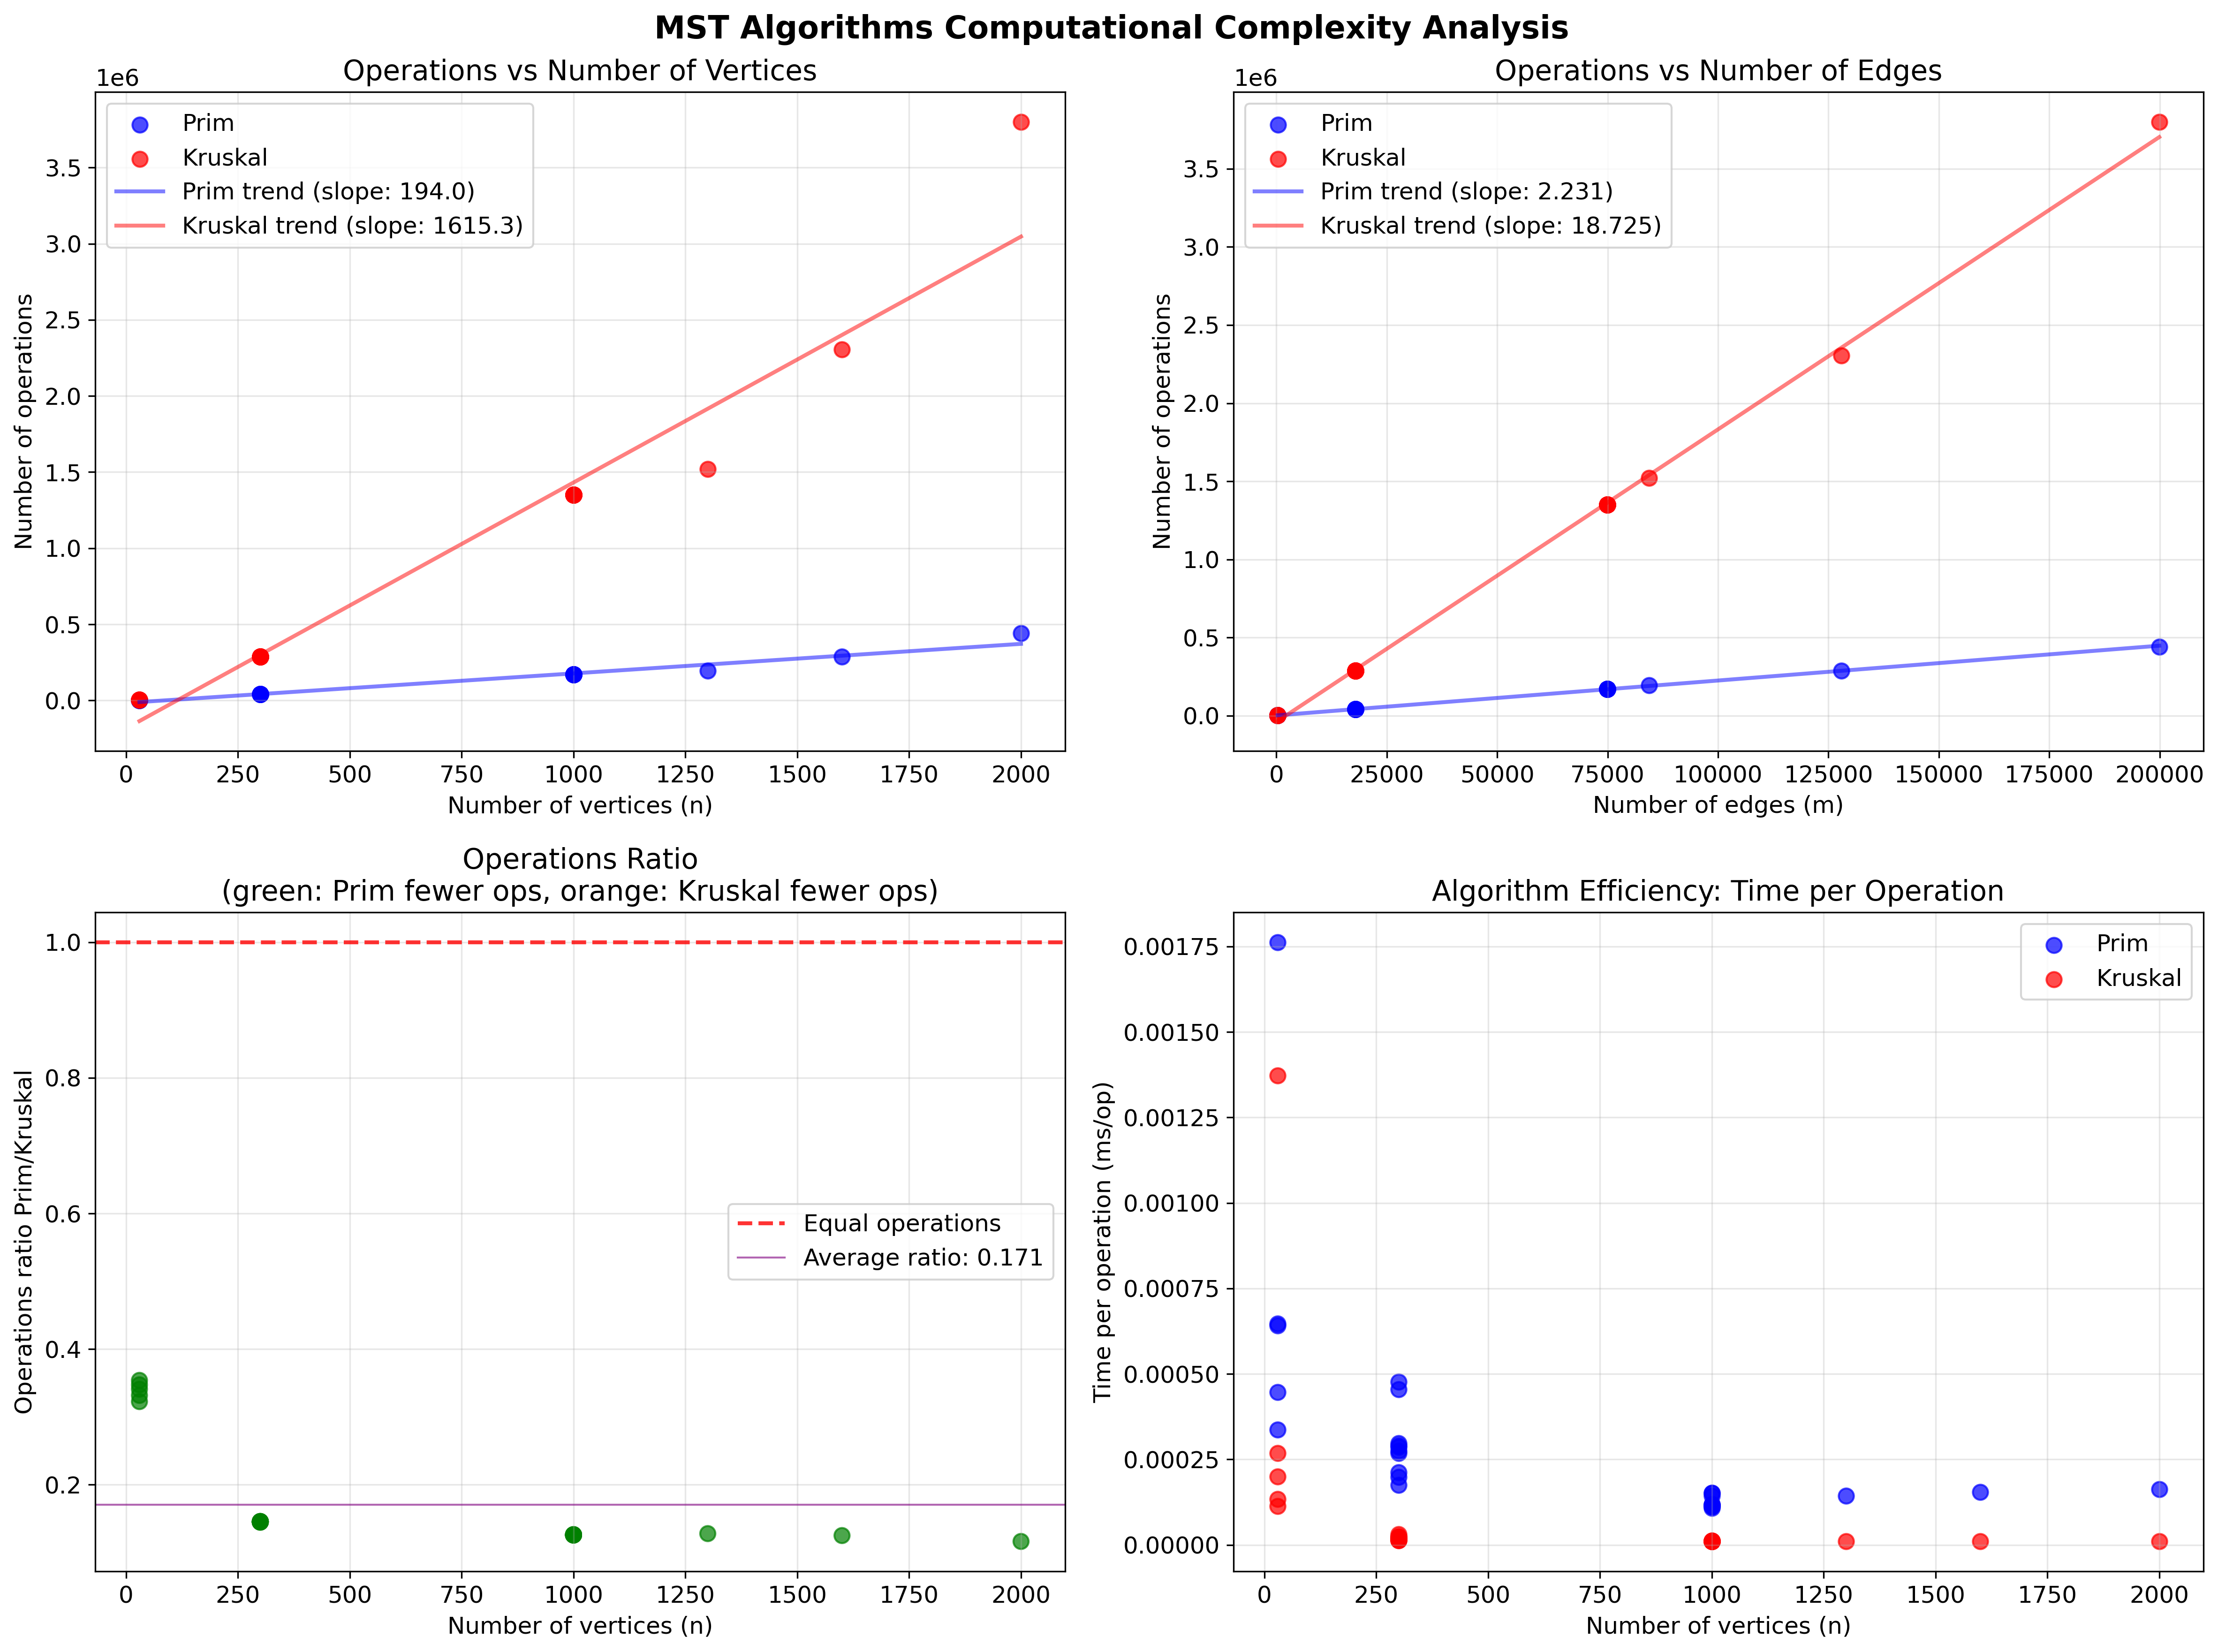 MST Algorithms Computational Complexity Analysis
Operations vs Number of Vertices
1e6
Prim
Kruskal
Prim trend (slope: 194.0)
Kruskal trend (slope: 1615.3)
Number of operations
3.5
3.0
2.5
2.0
1.5
1.0
0.5
0.0
0 250 500 750 1000 1250 1500 1750 2000
Number of vertices (n)
Operations vs Number of Edges
1e6
Prim
Kruskal
Prim trend (slope: 2.231)
Kruskal trend (slope: 18.725)
Number of operations
3.5
3.0
2.5
2.0
1.5
1.0
0.5
0.0
0 25000 50000 75000 100000 125000 150000 175000 200000
Number of edges (m)
Operations Ratio
(green: Prim fewer ops, orange: Kruskal fewer ops)
Operations ratio Prim/Kruskal
1.0
0.8
0.6
0.4
0.2
Equal operations
Average ratio: 0.171
0 250 500 750 1000 1250 1500 1750 2000
Number of vertices (n)
Algorithm Efficiency: Time per Operation
Prim
Kruskal
Time per operation (ms/op)
0.00175
0.00150
0.00125
0.00100
0.00075
0.00050
0.00025
0.00000
0 250 500 750 1000 1250 1500 1750 2000
Number of vertices (n)